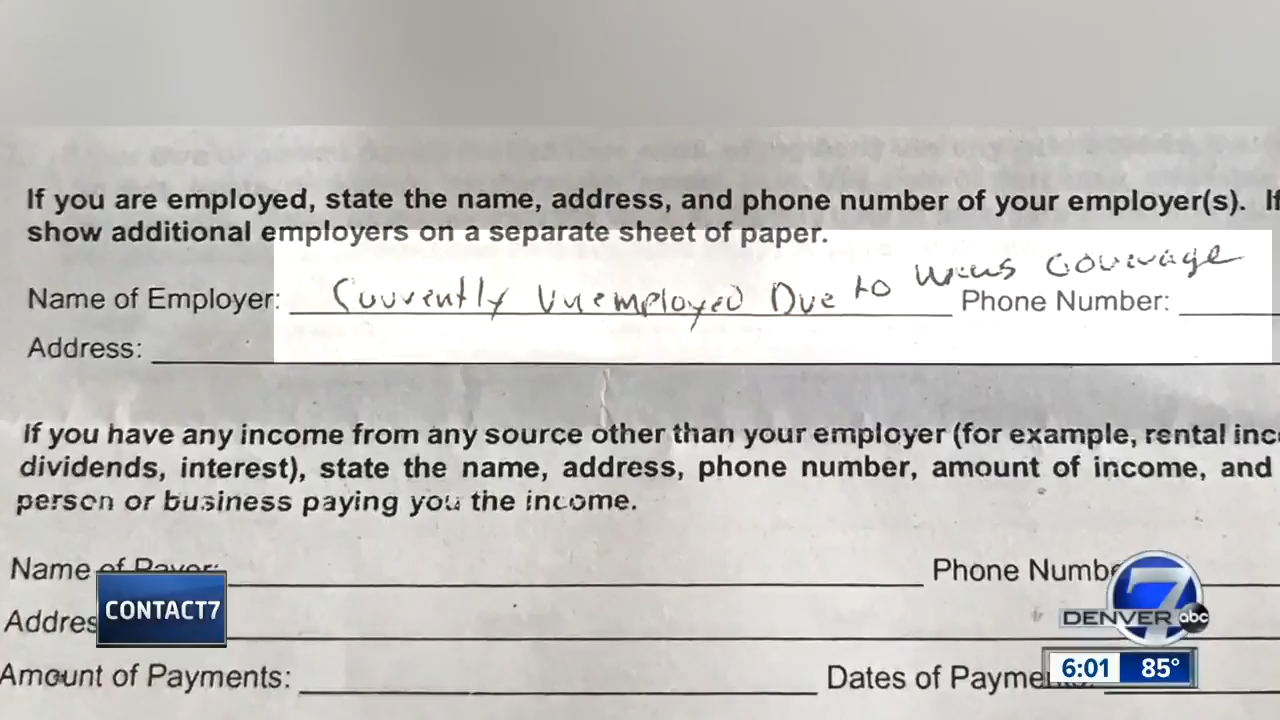 If you are employed, state the name, address, and phone number of your employer(s). If
show additional employers on a separate sheet of paper.
Name of Employer: Currently Unemployed Due to News Coverage Phone Number:
Address:
If you have any income from any source other than your employer (for example, rental inc
dividends, interest), state the name, address, phone number, amount of income, and
person or business paying you the income.
Name of Payor: Phone Numbe
Addres
Amount of Payments: Dates of Payme
CONTACT7
7
DENVER abc
6:01 85°